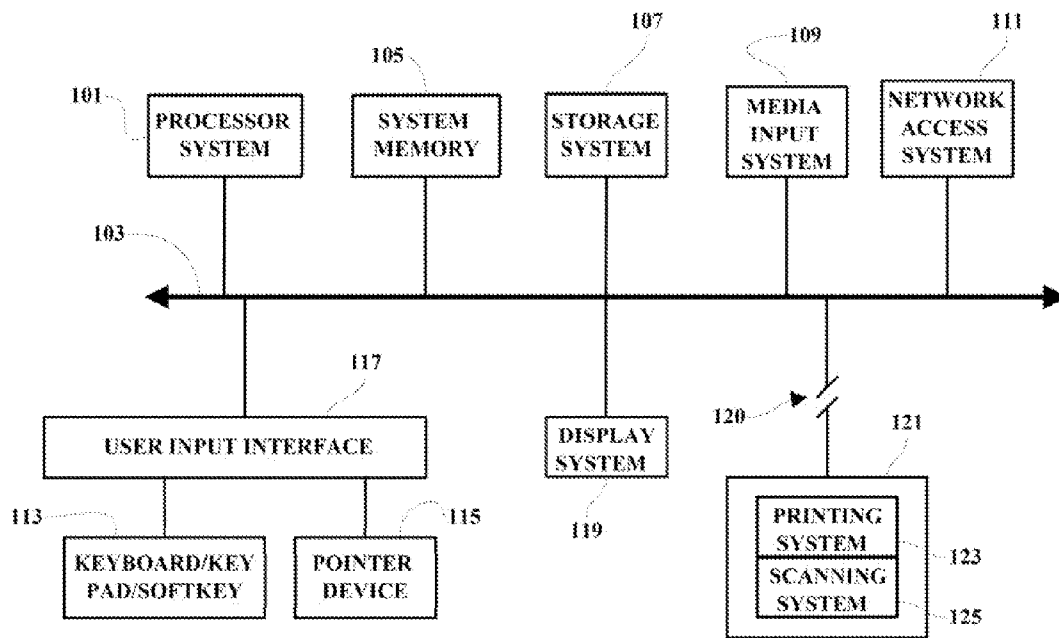 107
109
111
105
101
PROCESSOR
SYSTEM
SYSTEM
MEMORY
STORAGE
SYSTEM
MEDIA
INPUT
SYSTEM
NETWORK
ACCESS
SYSTEM
103
117
USER INPUT INTERFACE
DISPLAY
SYSTEM
119
120
121
113
KEYBOARD/KEY
PAD/SOFTKEY
115
POINTER
DEVICE
PRINTING
SYSTEM
123
SCANNING
SYSTEM
125